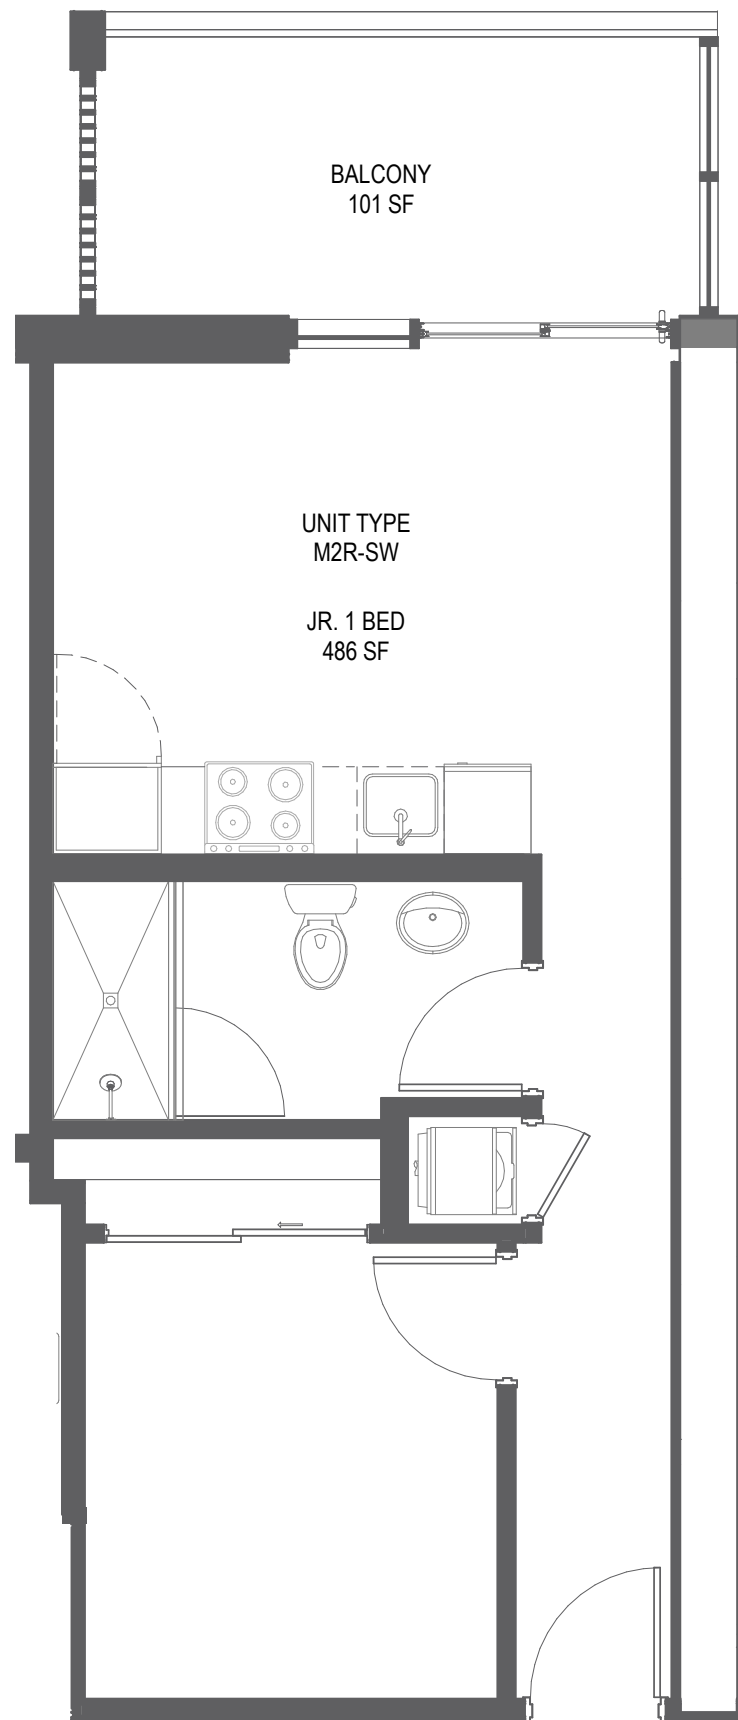 BALCONY
101 SF
UNIT TYPE
M2R-SW
JR. 1 BED
486 SF